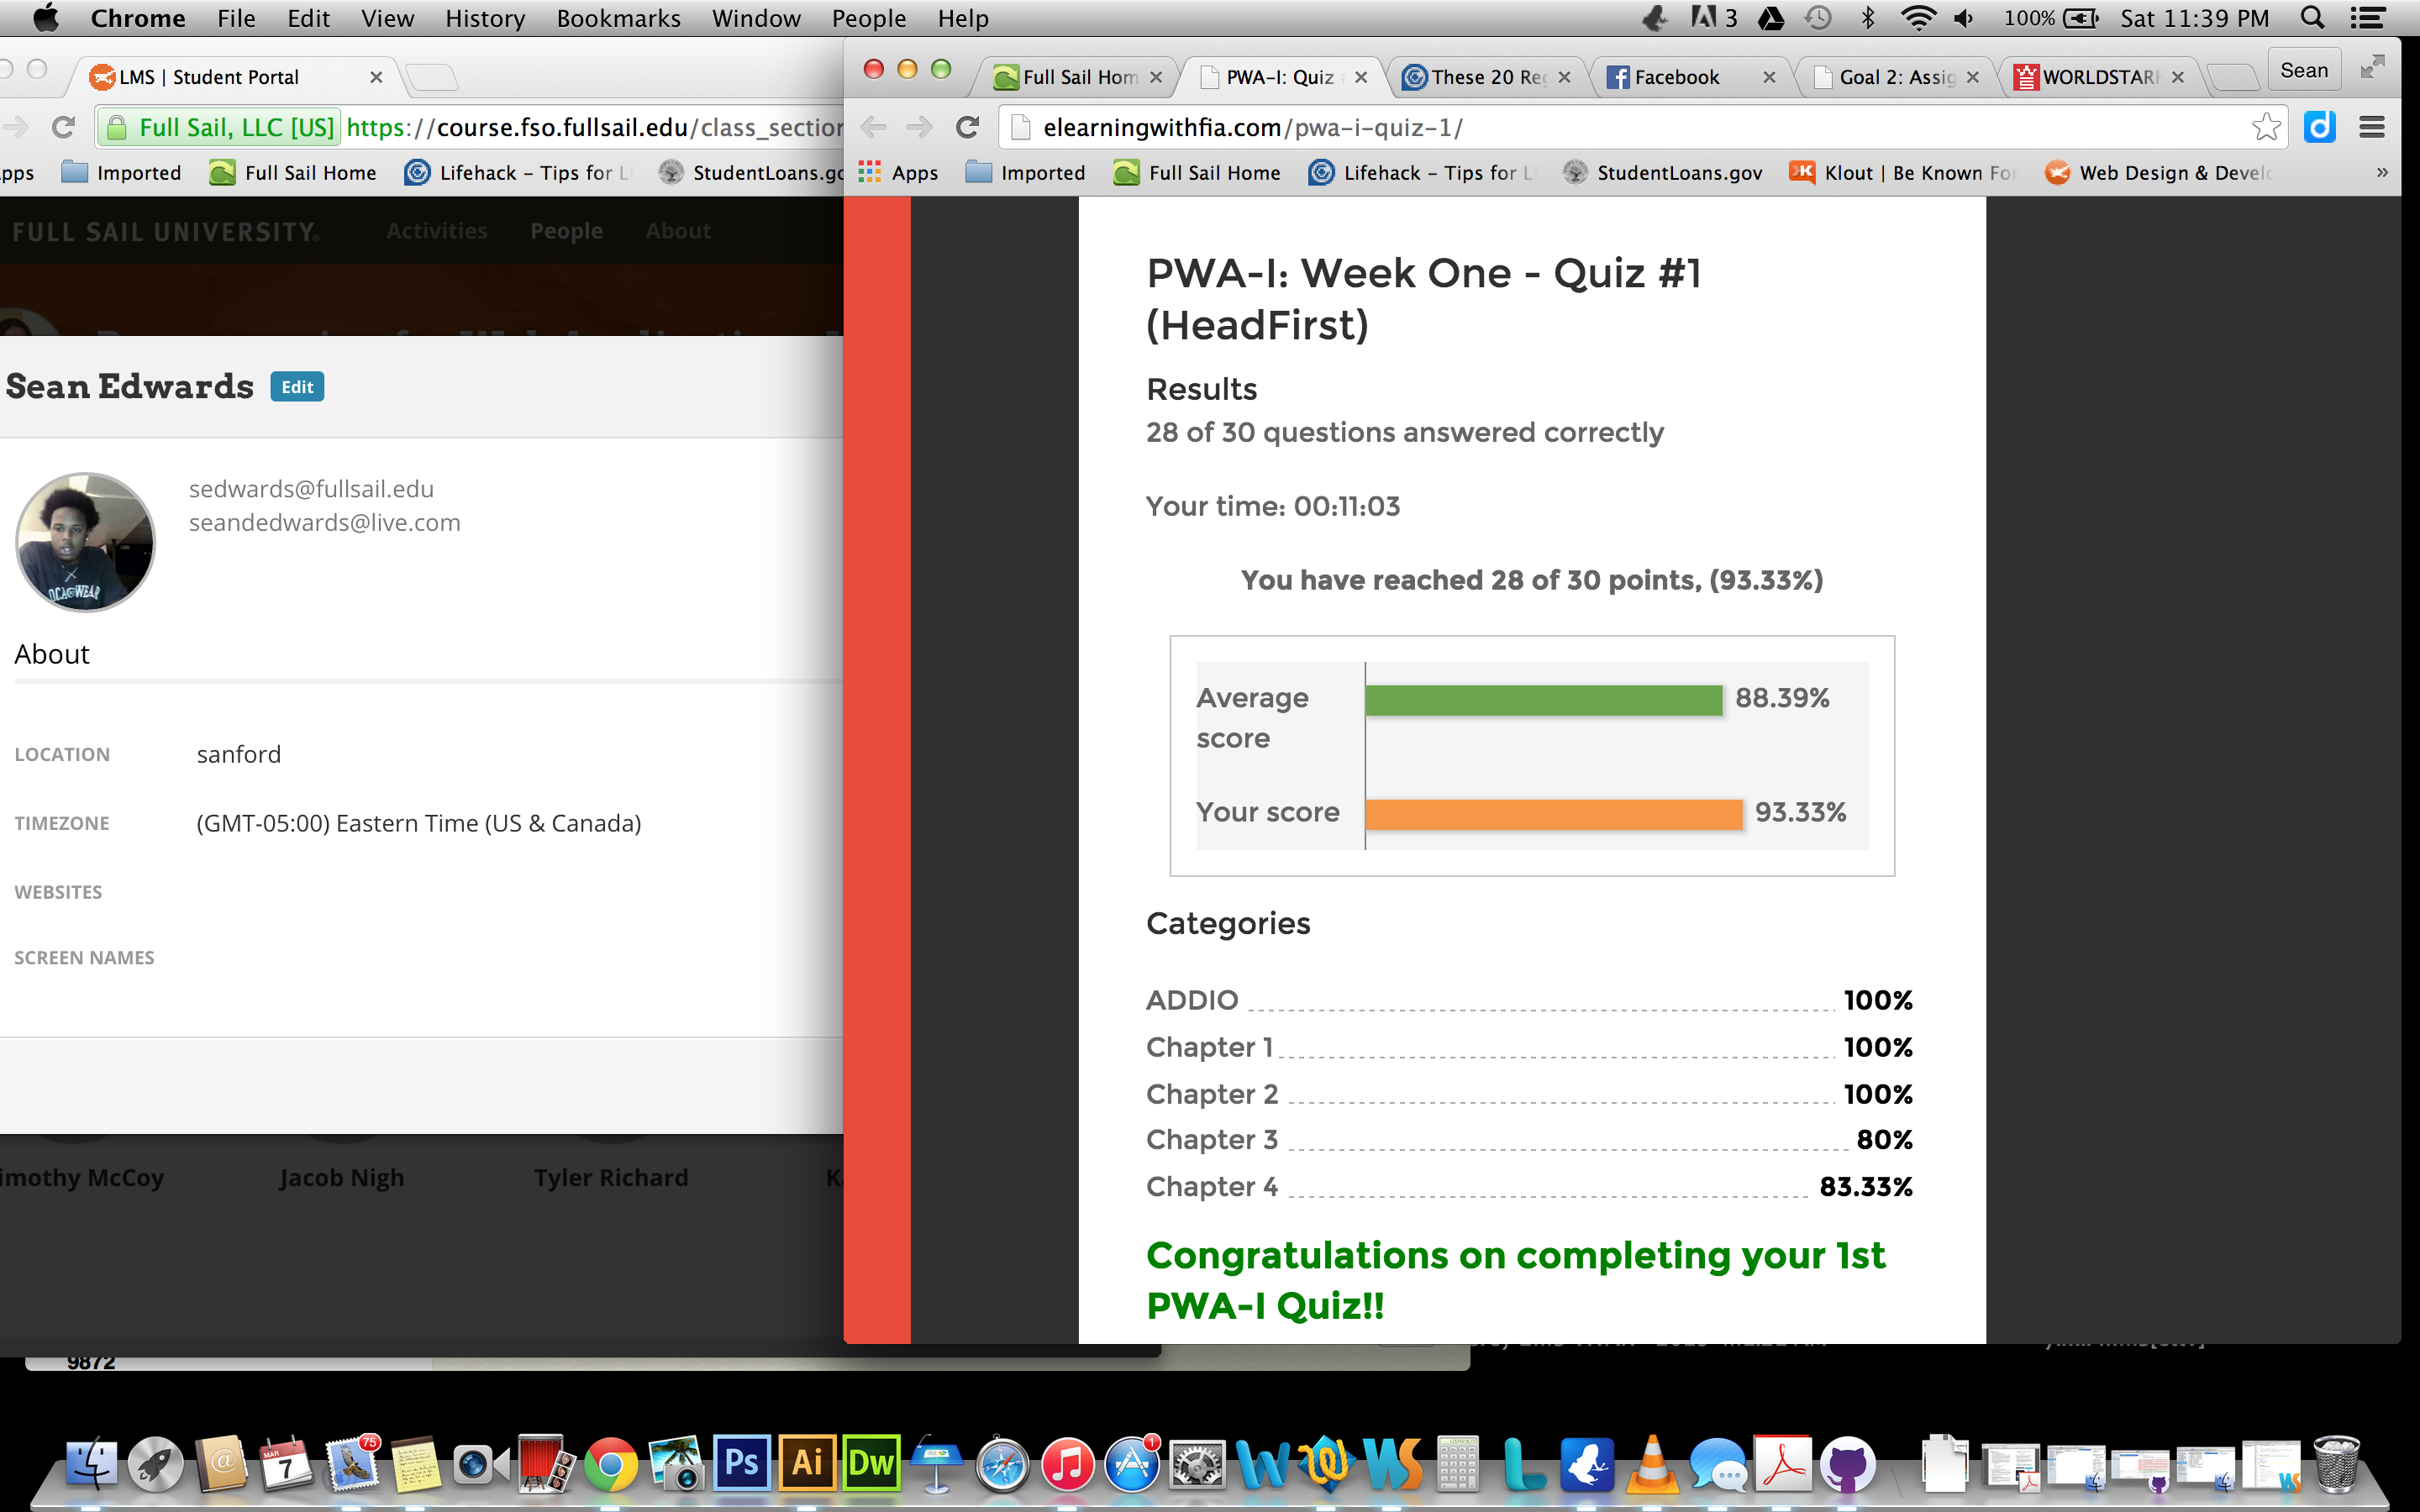 Chrome File Edit View History Bookmarks Window People Help 3 100% Sat 11:39 PM
LMS | Student Portal
Full Sail, LLC [US] https://course.fso.fullsail.edu/class_section
Imported Full Sail Home Lifehack – Tips for StudentLoans.go
FULL SAIL UNIVERSITY Activities People About
Sean Edwards Edit
sedwards@fullsail.edu
seandedwards@live.com
About
LOCATION sanford
TIMEZONE (GMT-05:00) Eastern Time (US & Canada)
WEBSITES
SCREEN NAMES
imothy McCoy Jacob Nigh Tyler Richard
9872
Full Sail Hom PWA-I: Quiz These 20 Re Facebook Goal 2: Assig WORLDSTAR Sean
elearningwithfia.com/pwa-i-quiz-1/
Apps Imported Full Sail Home Lifehack – Tips for StudentLoans.gov Klout | Be Known For Web Design & Devel »
PWA-I: Week One - Quiz #1
(HeadFirst)
Results
28 of 30 questions answered correctly
Your time: 00:11:03
You have reached 28 of 30 points, (93.33%)
Average 88.39%
score
Your score 93.33%
Categories
ADDIO 100%
Chapter 1 100%
Chapter 2 100%
Chapter 3 80%
Chapter 4 83.33%
Congratulations on completing your 1st
PWA-I Quiz!!
MAR
7
75
Ps
Ai
Dw
1
WS